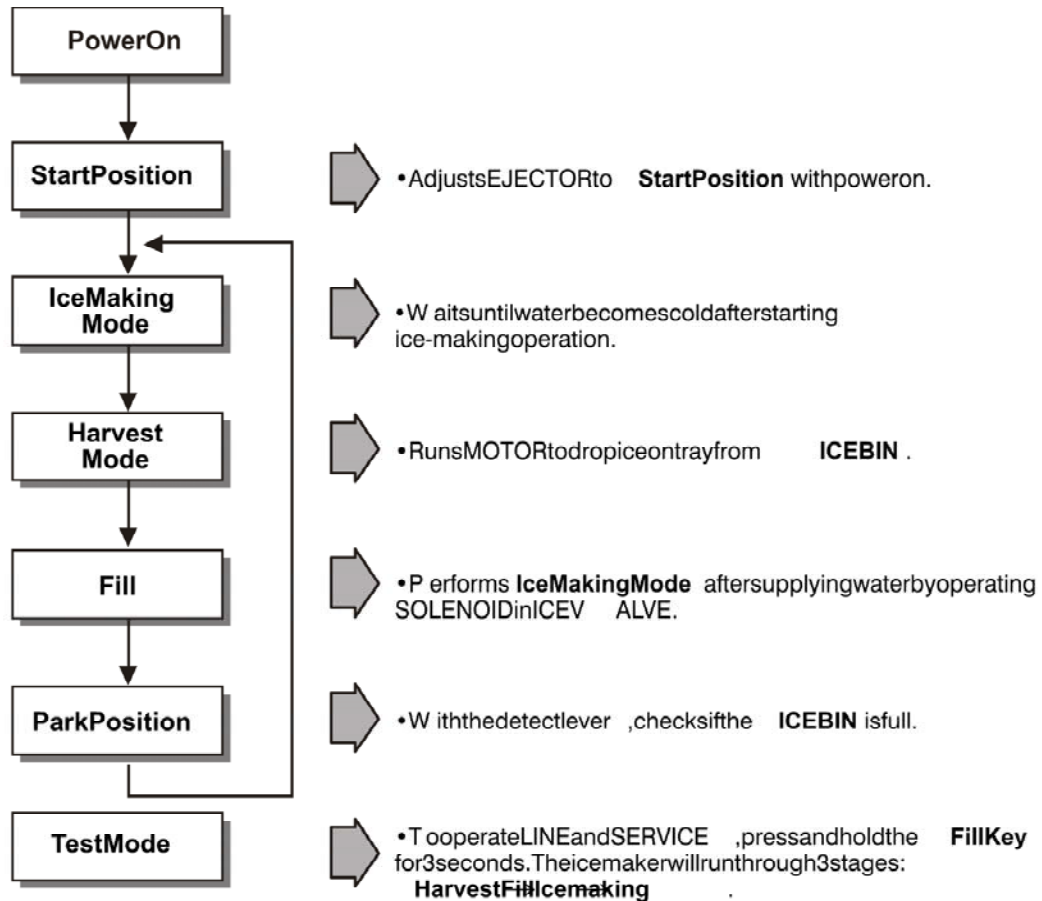 PowerOn
StartPosition
•AdjustsEJECTORto StartPosition withpoweron.
IceMaking
Mode
•W aitsuntilwaterbecomescoldafterstarting
ice-makingoperation.
Harvest
Mode
•RunsMOTORtodropiceontrayfrom ICEBIN .
Fill
•P erforms IceMakingMode aftersupplyingwaterbyoperating
SOLENOIDinICEV ALVE.
ParkPosition
•W iththedetectlever ,checksifthe ICEBIN isfull.
TestMode
•T ooperateLINEandSERVICE ,pressandholdthe FillKey
for3seconds.Theicemakerwillrunthrough3stages:
HarvestFillIcemaking .